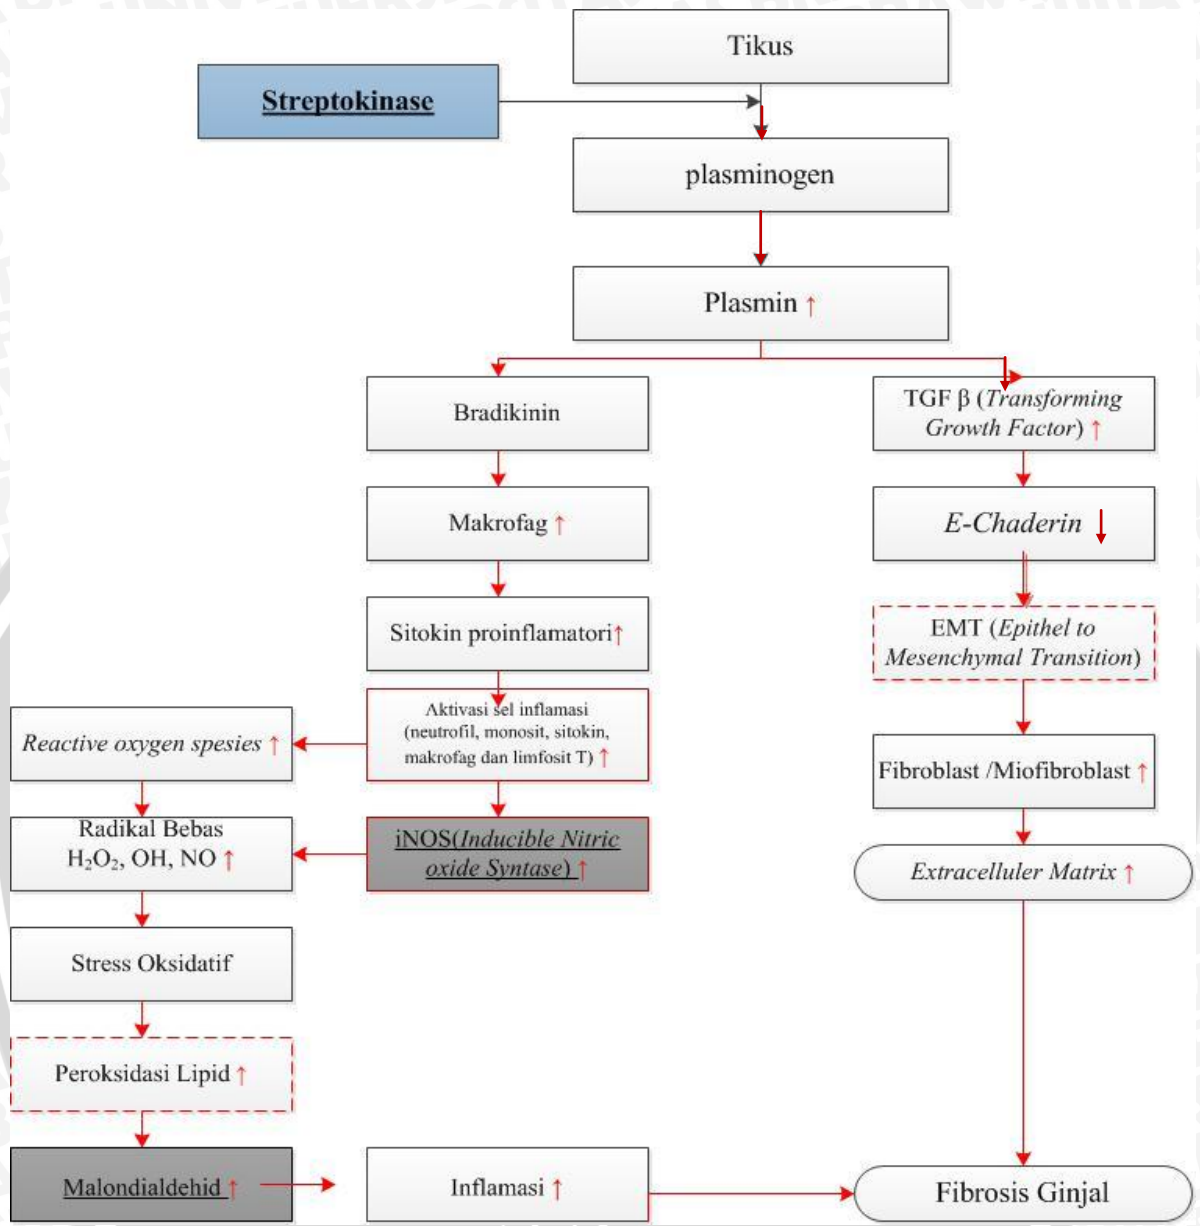 Tikus
Streptokinase
plasminogen
Plasmin ↑
Bradikinin
TGF β (Transforming
Growth Factor) ↑
Makrofag ↑
E-Chaderin ↓
Sitokin proinflamatori↑
EMT (Epithel to
Mesenchymal Transition)
Aktivasi sel inflamasi
(neutrofil, monosit, sitokin,
makrofag dan limfosit T) ↑
Reactive oxygen spesies ↑
Fibroblast /Miofibroblast ↑
Radikal Bebas
H₂O₂, OH, NO ↑
iNOS(Inducible Nitric
oxide Syntase) ↑
Extracelluler Matrix ↑
Stress Oksidatif
Peroksidasi Lipid ↑
Malondialdehid ↑
Inflamasi ↑
Fibrosis Ginjal